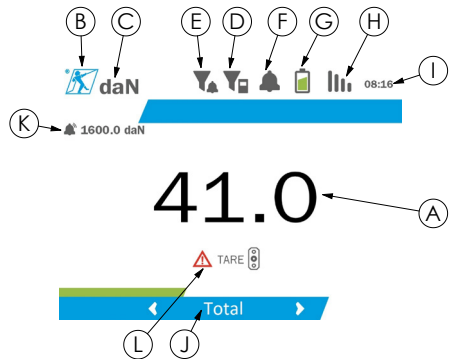 B C E D F G H
daN 08:16 I
K 1600.0 daN
41.0 A
TARE
Total
L J